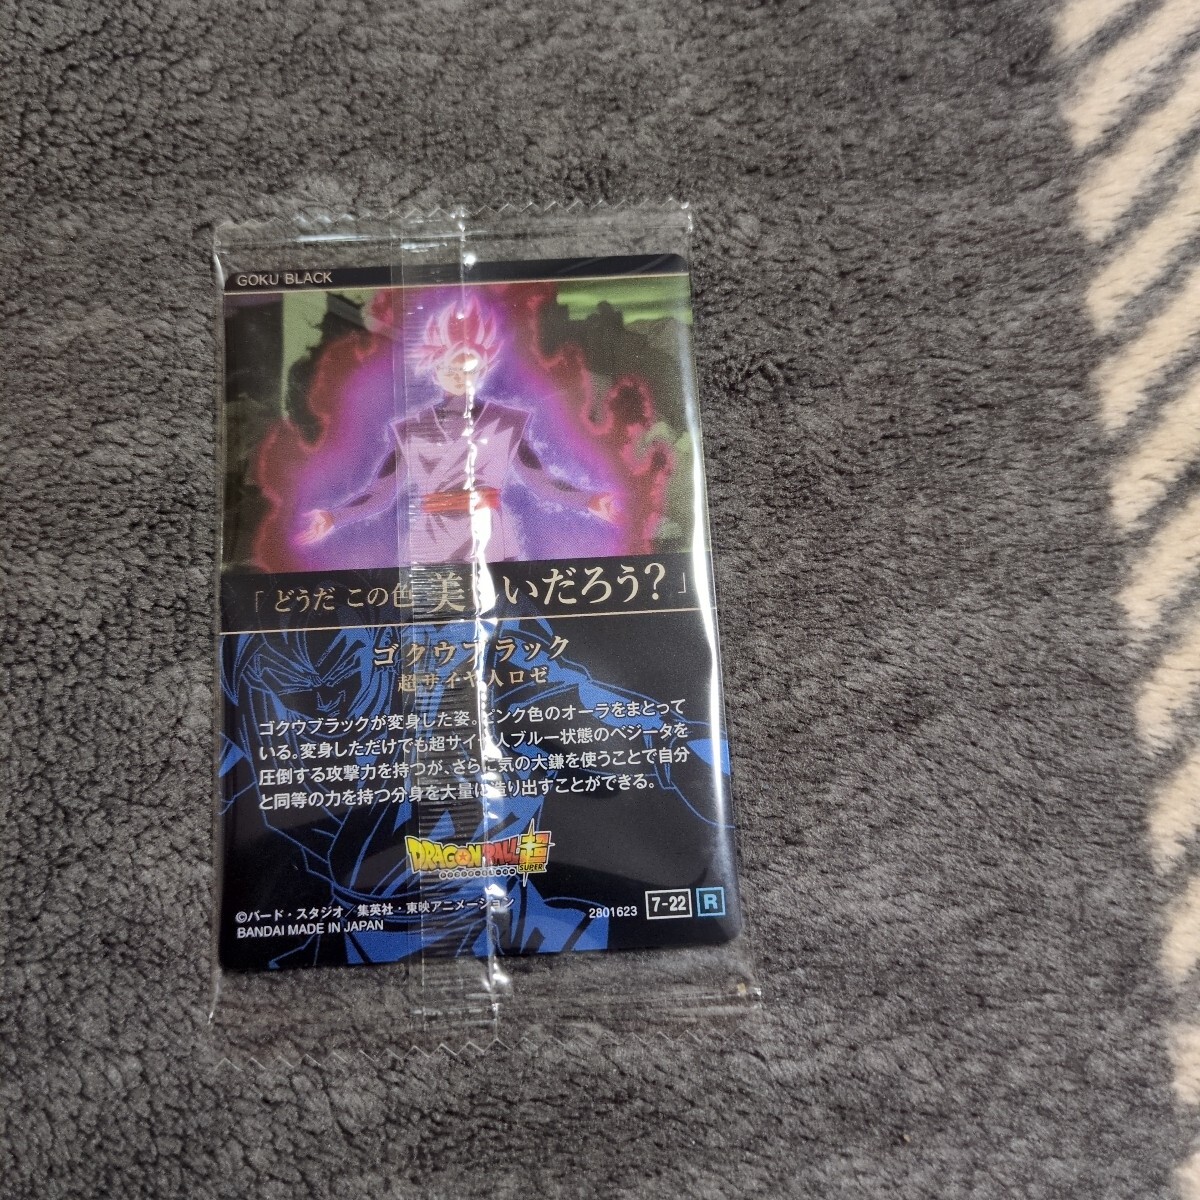 GOKU BLACK
「どうだ この色 美しいだろう?」
ゴクウブラック
超サイヤ人ロゼ
ゴクウブラックが変身した姿。ピンク色のオーラをまとって
いる。変身しただけでも超サイヤ人ブルー状態のベジータを
圧倒する攻撃力を持つが、さらに気の大鎌を使うことで自分
と同等の力を持つ分身を大量に造り出すことができる。
DRAGON BALL超
SUPER
©バード・スタジオ/集英社・東映アニメーション
BANDAI MADE IN JAPAN
2801623 7-22 R